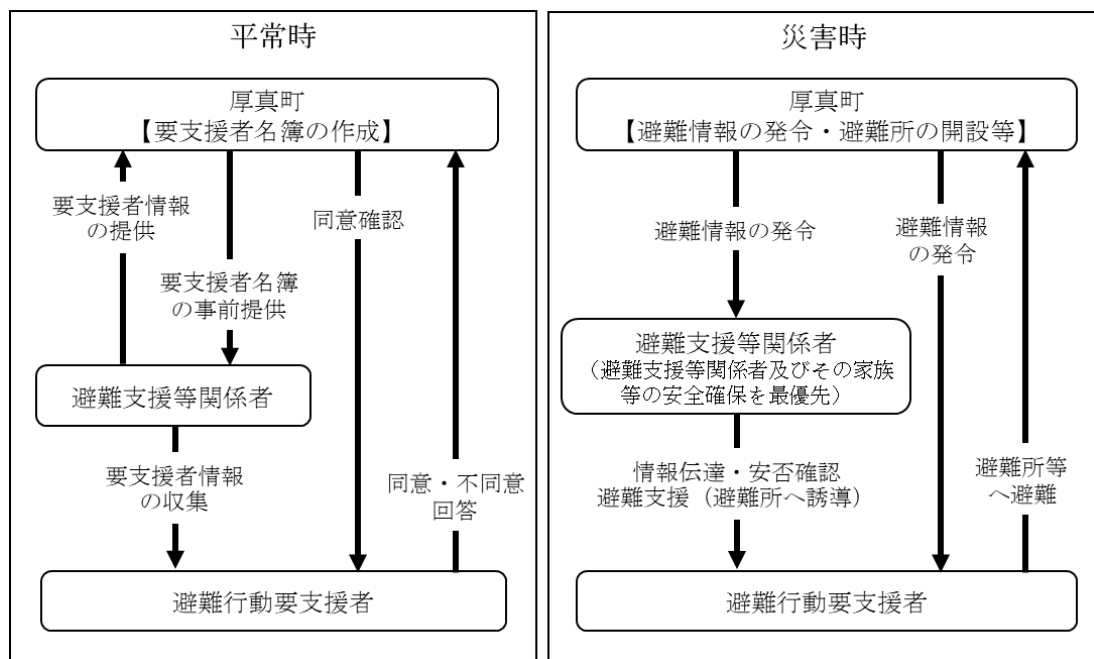 平常時
厚真町
【要支援者名簿の作成】
要支援者情報
の提供
同意確認
要支援者名簿
の事前提供
避難支援等関係者
要支援者情報
の収集
同意・不同意
回答
避難行動要支援者
災害時
厚真町
【避難情報の発令・避難所の開設等】
避難情報の発令
避難情報
の発令
避難支援等関係者
（避難支援等関係者及びその家族
等の安全確保を最優先）
情報伝達・安否確認
避難支援（避難所へ誘導）
避難所等
へ避難
避難行動要支援者